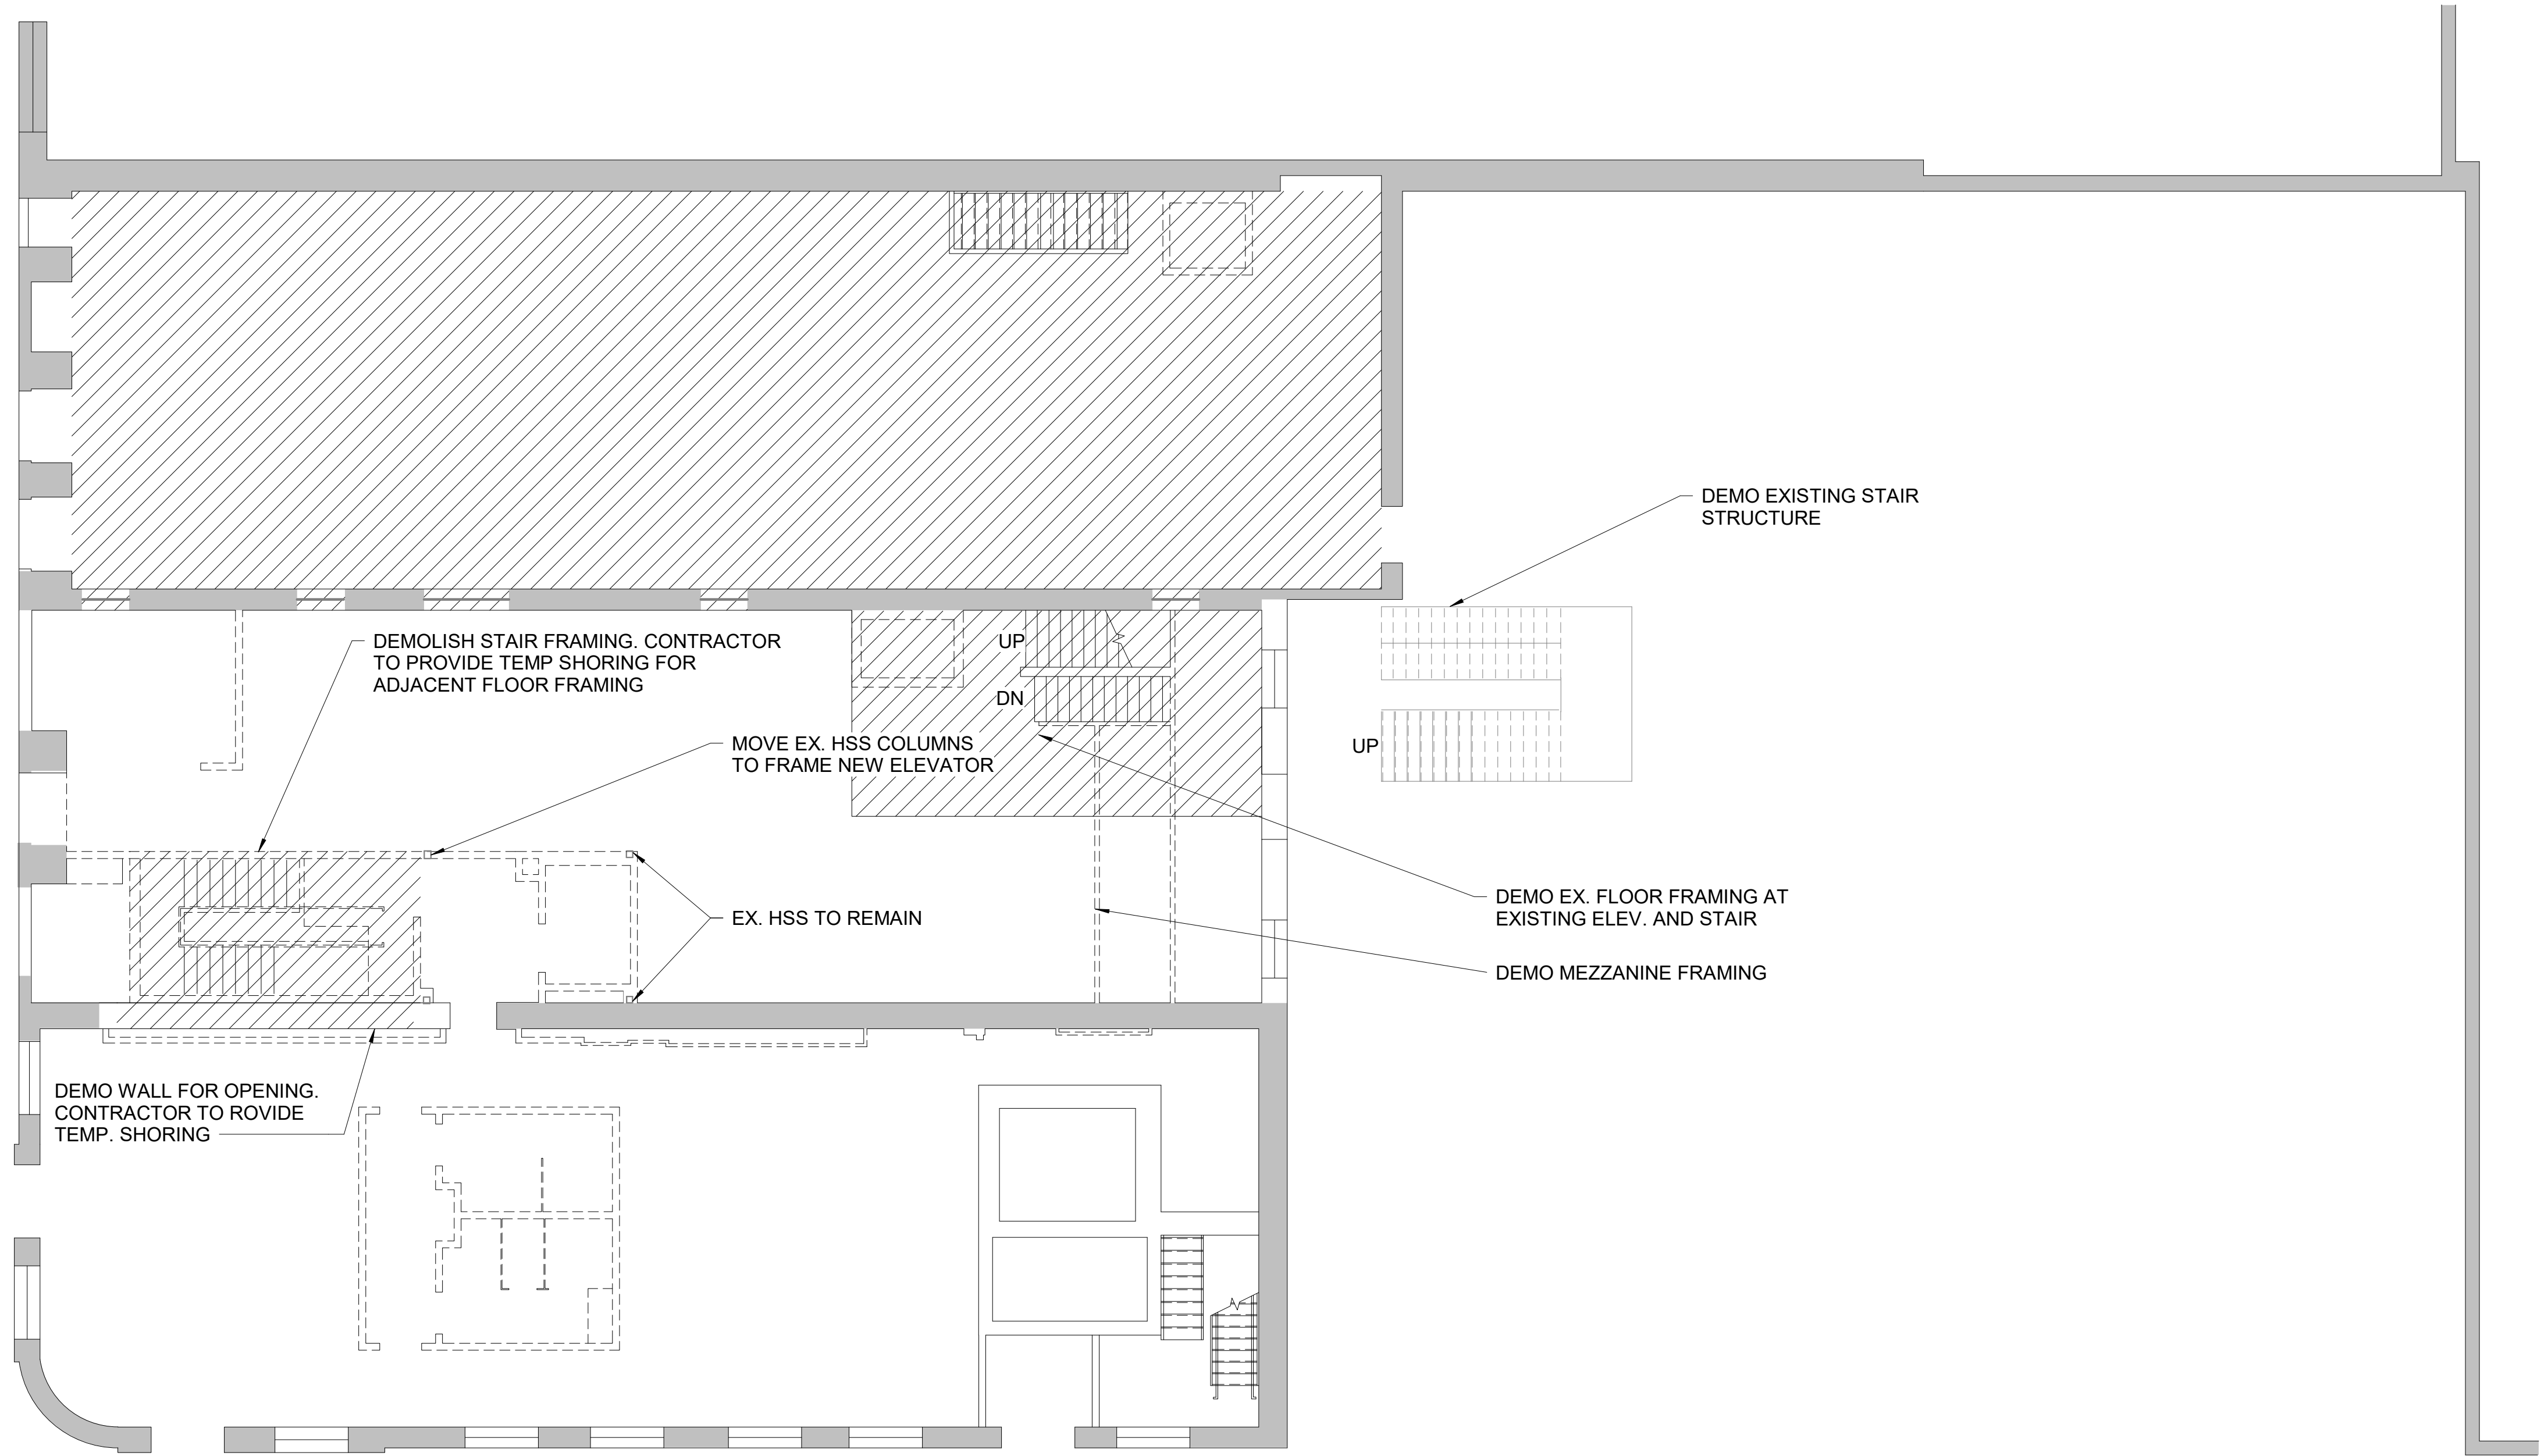 DEMO EXISTING STAIR
STRUCTURE
DEMOLISH STAIR FRAMING. CONTRACTOR
TO PROVIDE TEMP SHORING FOR
ADJACENT FLOOR FRAMING
UP
DN
MOVE EX. HSS COLUMNS
TO FRAME NEW ELEVATOR
UP
EX. HSS TO REMAIN
DEMO EX. FLOOR FRAMING AT
EXISTING ELEV. AND STAIR
DEMO MEZZANINE FRAMING
DEMO WALL FOR OPENING.
CONTRACTOR TO ROVIDE
TEMP. SHORING